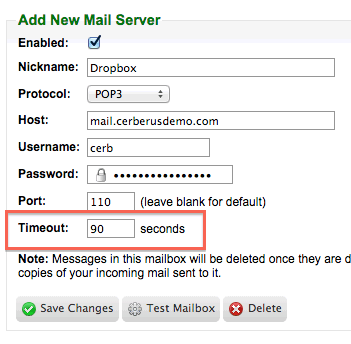 Add New Mail Server
Enabled:
Nickname: Dropbox
Protocol: POP3
Host: mail.cerberusdemo.com
Username: cerb
Password: ••••••••••••••••
Port: 110 (leave blank for default)
Timeout: 90 seconds
Note: Messages in this mailbox will be deleted once they are d
copies of your incoming mail sent to it.
Save Changes Test Mailbox Delete